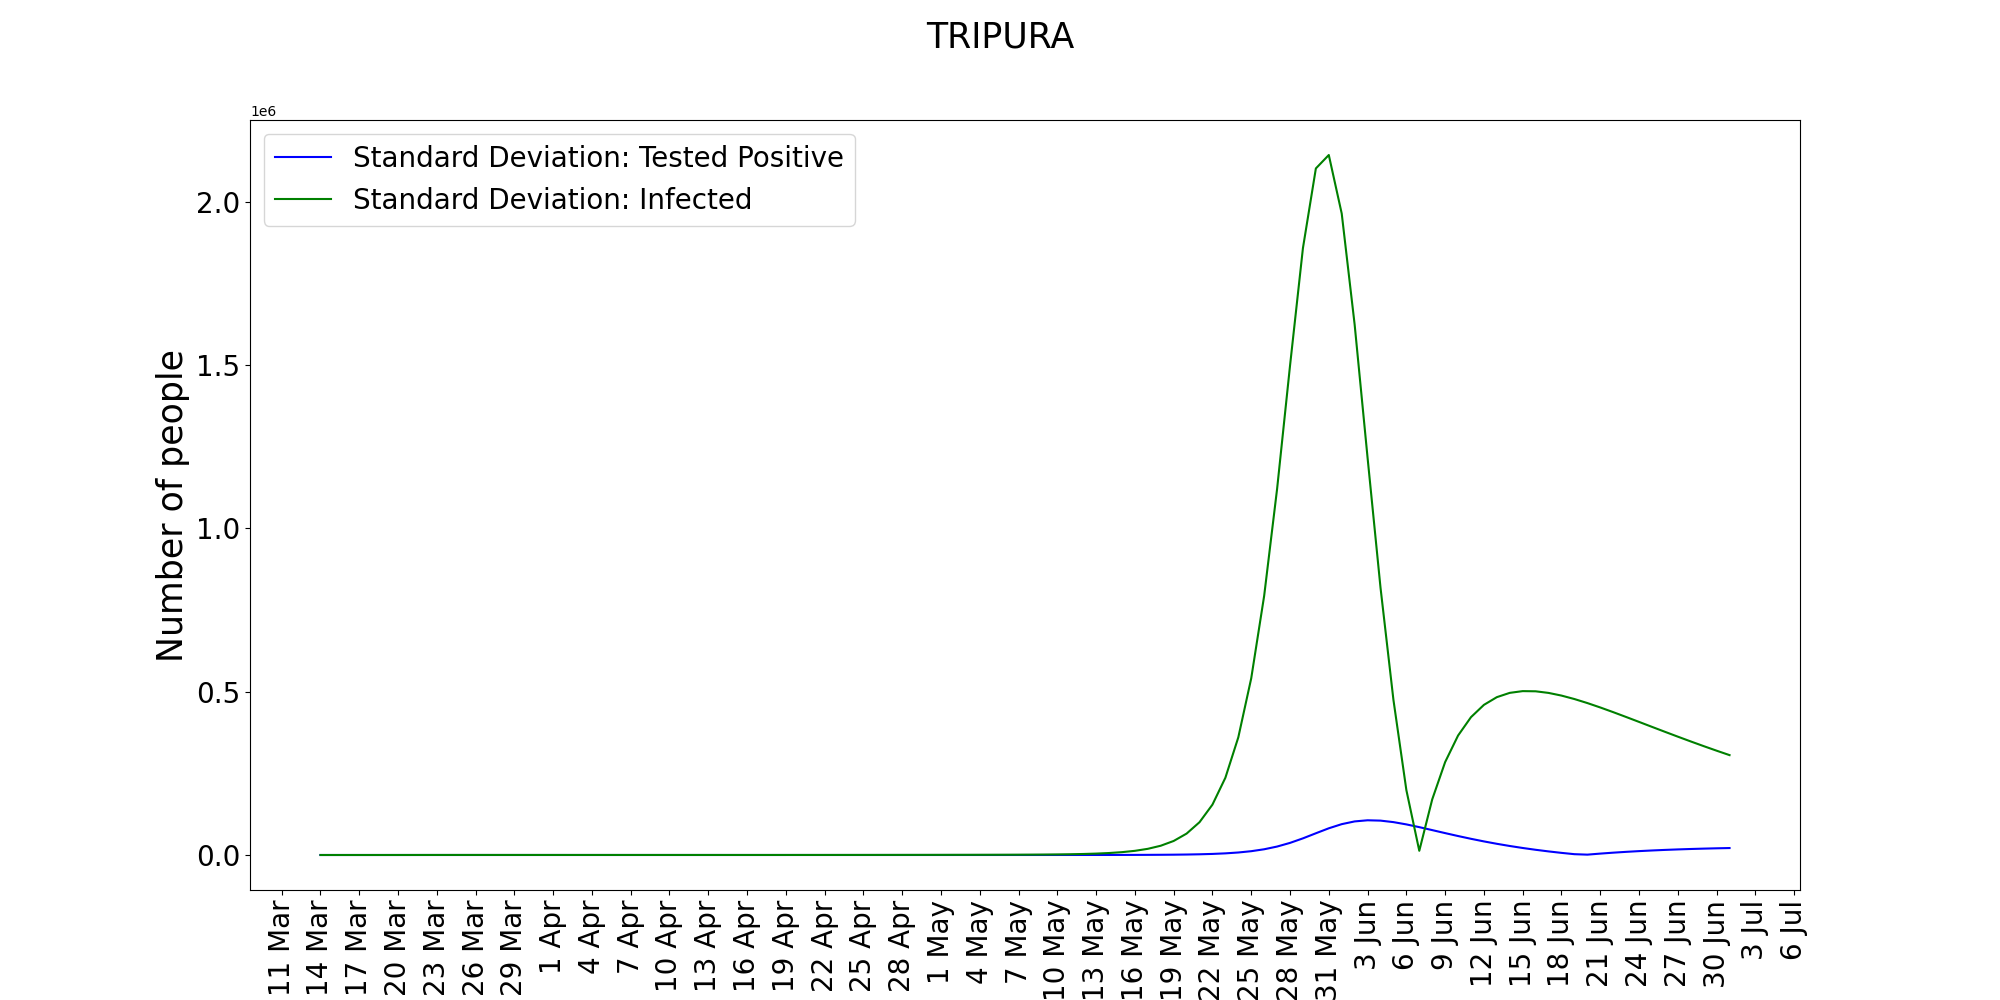 TRIPURA
1e6
Standard Deviation: Tested Positive
Standard Deviation: Infected
2.0
1.5
1.0
0.5
0.0
Number of people
11 Mar
14 Mar
17 Mar
20 Mar
23 Mar
26 Mar
29 Mar
1 Apr
4 Apr
7 Apr
10 Apr
13 Apr
16 Apr
19 Apr
22 Apr
25 Apr
28 Apr
1 May
4 May
7 May
10 May
13 May
16 May
19 May
22 May
25 May
28 May
31 May
3 Jun
6 Jun
9 Jun
12 Jun
15 Jun
18 Jun
21 Jun
24 Jun
27 Jun
30 Jun
3 Jul
6 Jul